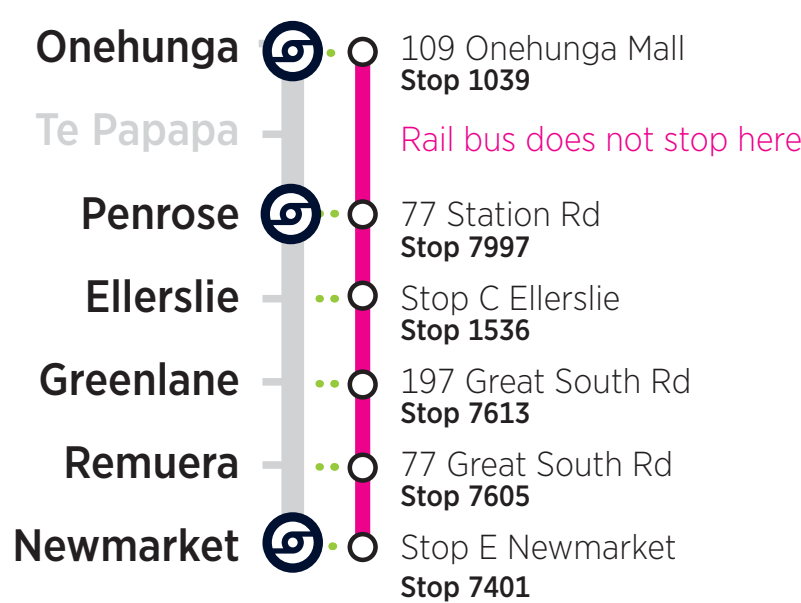 Onehunga
109 Onehunga Mall
Stop 1039
Te Papapa
Rail bus does not stop here
Penrose
77 Station Rd
Stop 7997
Ellerslie
Stop C Ellerslie
Stop 1536
Greenlane
197 Great South Rd
Stop 7613
Remuera
77 Great South Rd
Stop 7605
Newmarket
Stop E Newmarket
Stop 7401